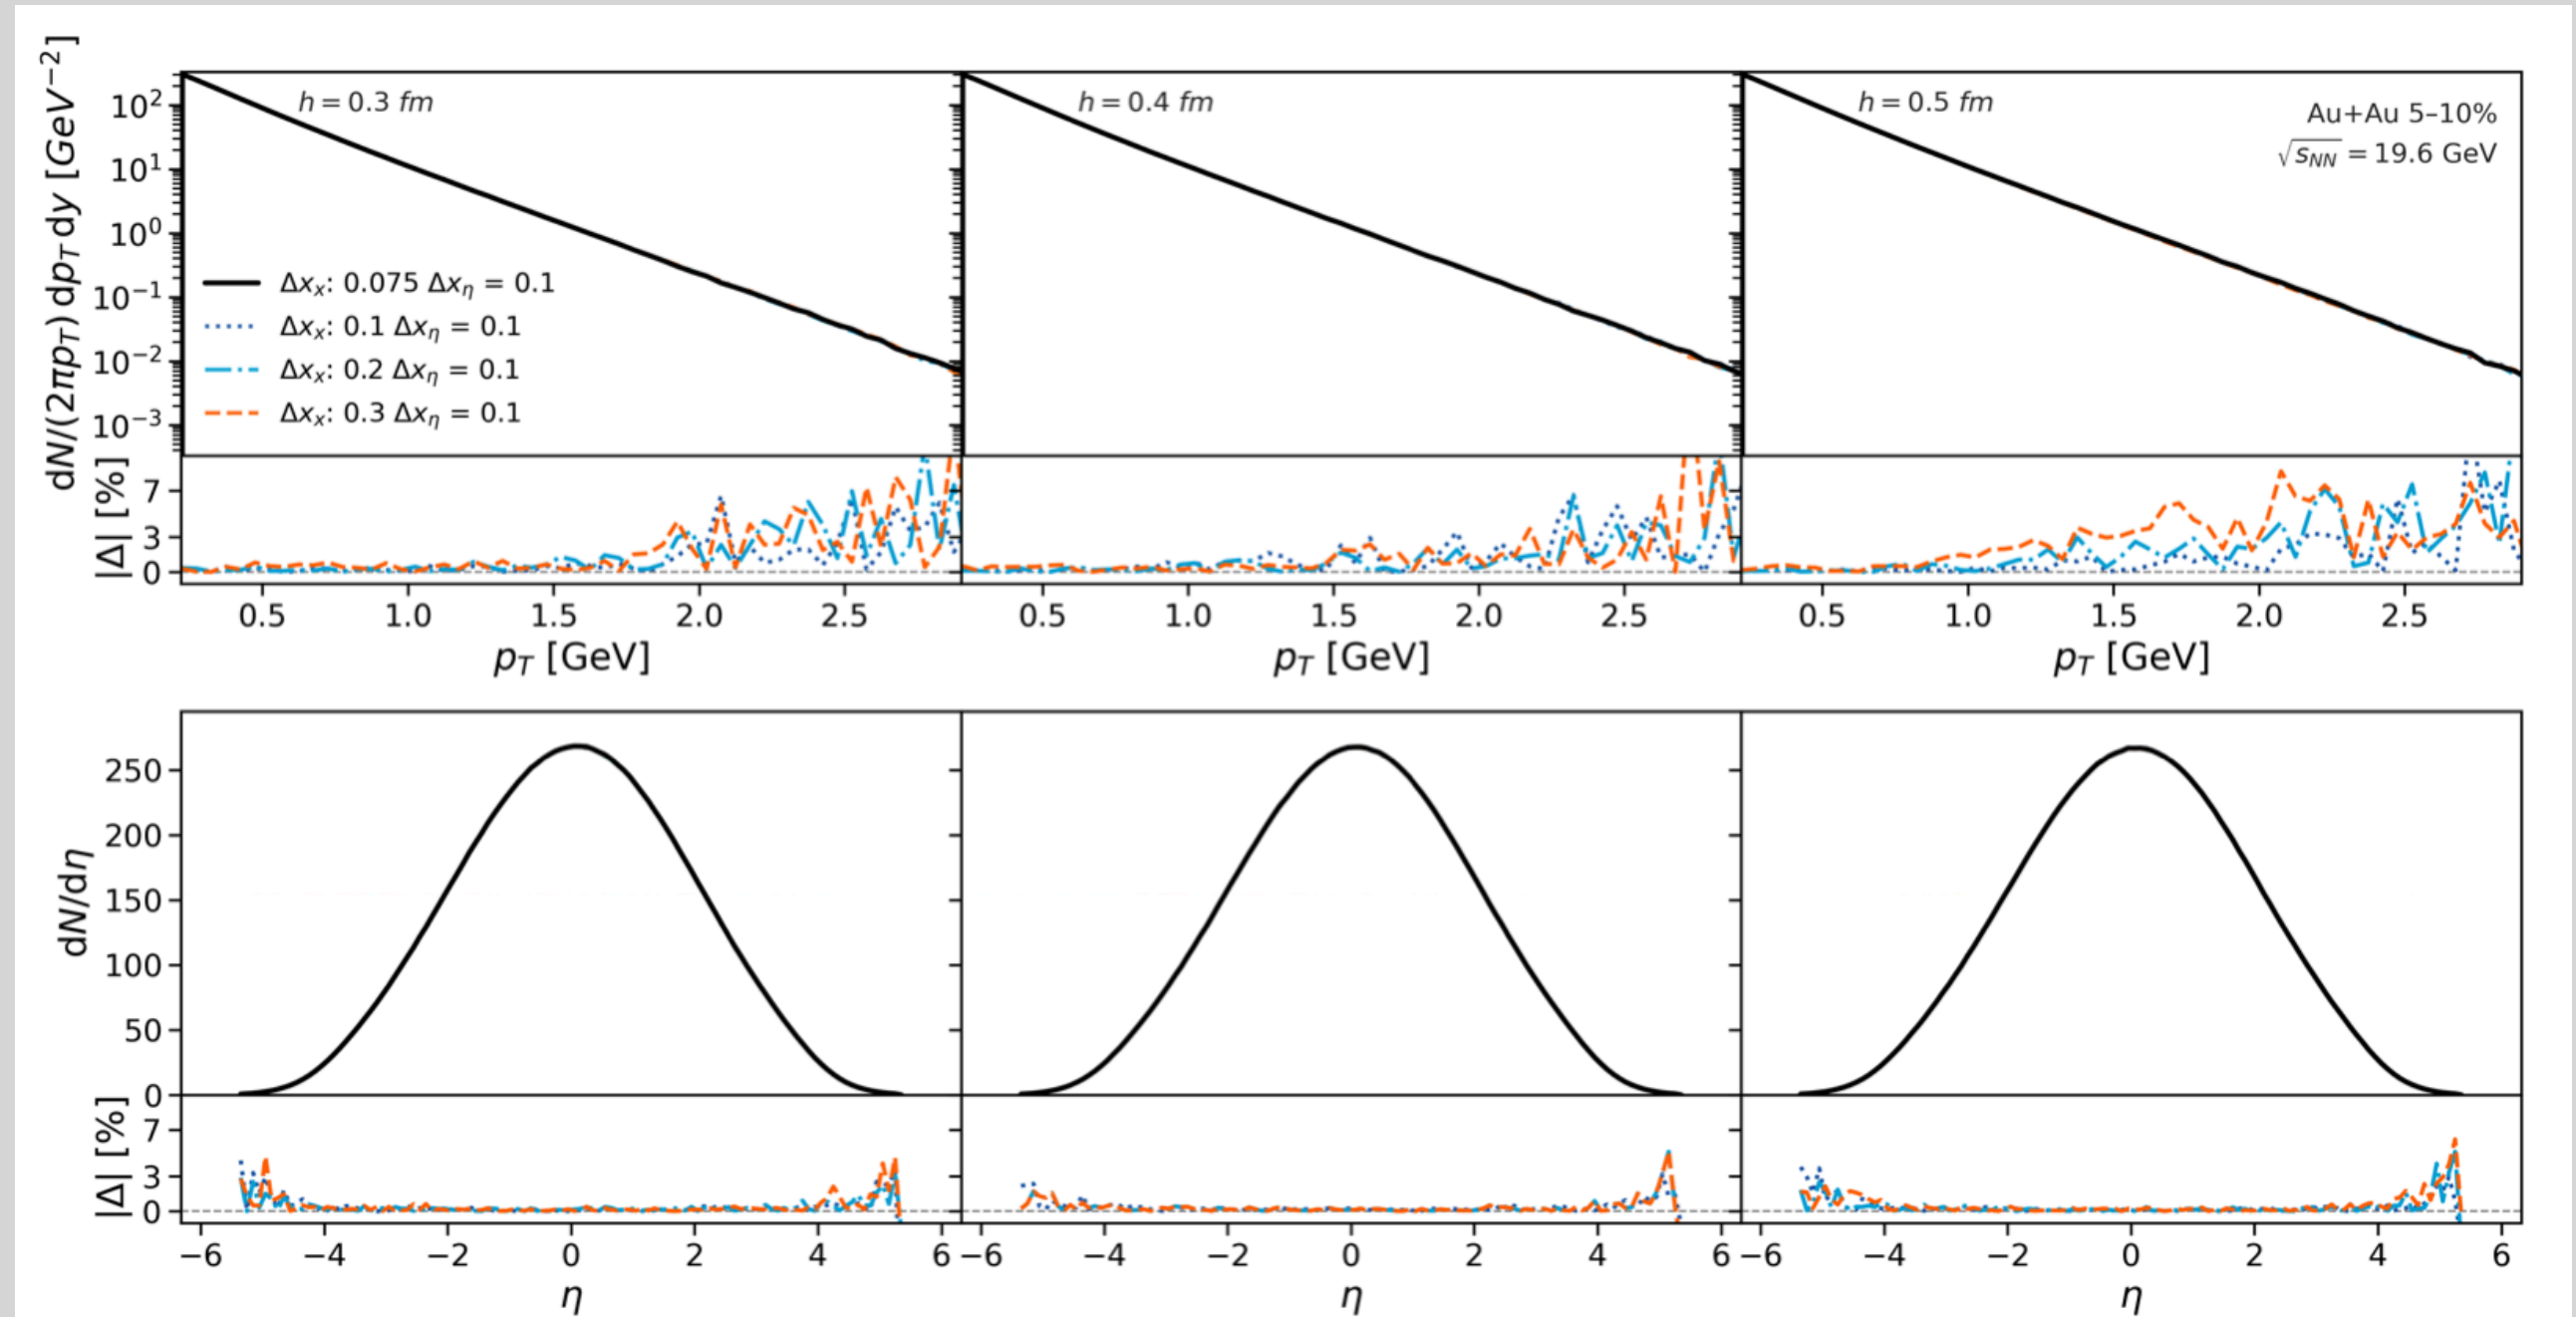 dN/(2πp_T) dp_T dy [GeV⁻²]
10²
10¹
10⁰
10⁻¹
10⁻²
10⁻³
h = 0.3 fm
h = 0.4 fm
h = 0.5 fm
Au+Au 5–10%
√s_NN = 19.6 GeV
Δx_x: 0.075 Δx_η = 0.1
Δx_x: 0.1 Δx_η = 0.1
Δx_x: 0.2 Δx_η = 0.1
Δx_x: 0.3 Δx_η = 0.1
|Δ| [%]
7
3
0
0.5 1.0 1.5 2.0 2.5
0.5 1.0 1.5 2.0 2.5
0.5 1.0 1.5 2.0 2.5
p_T [GeV]
p_T [GeV]
p_T [GeV]
dN/dη
250
200
150
100
50
0
|Δ| [%]
7
3
0
−6 −4 −2 0 2 4 6
−6 −4 −2 0 2 4 6
−6 −4 −2 0 2 4 6
η
η
η